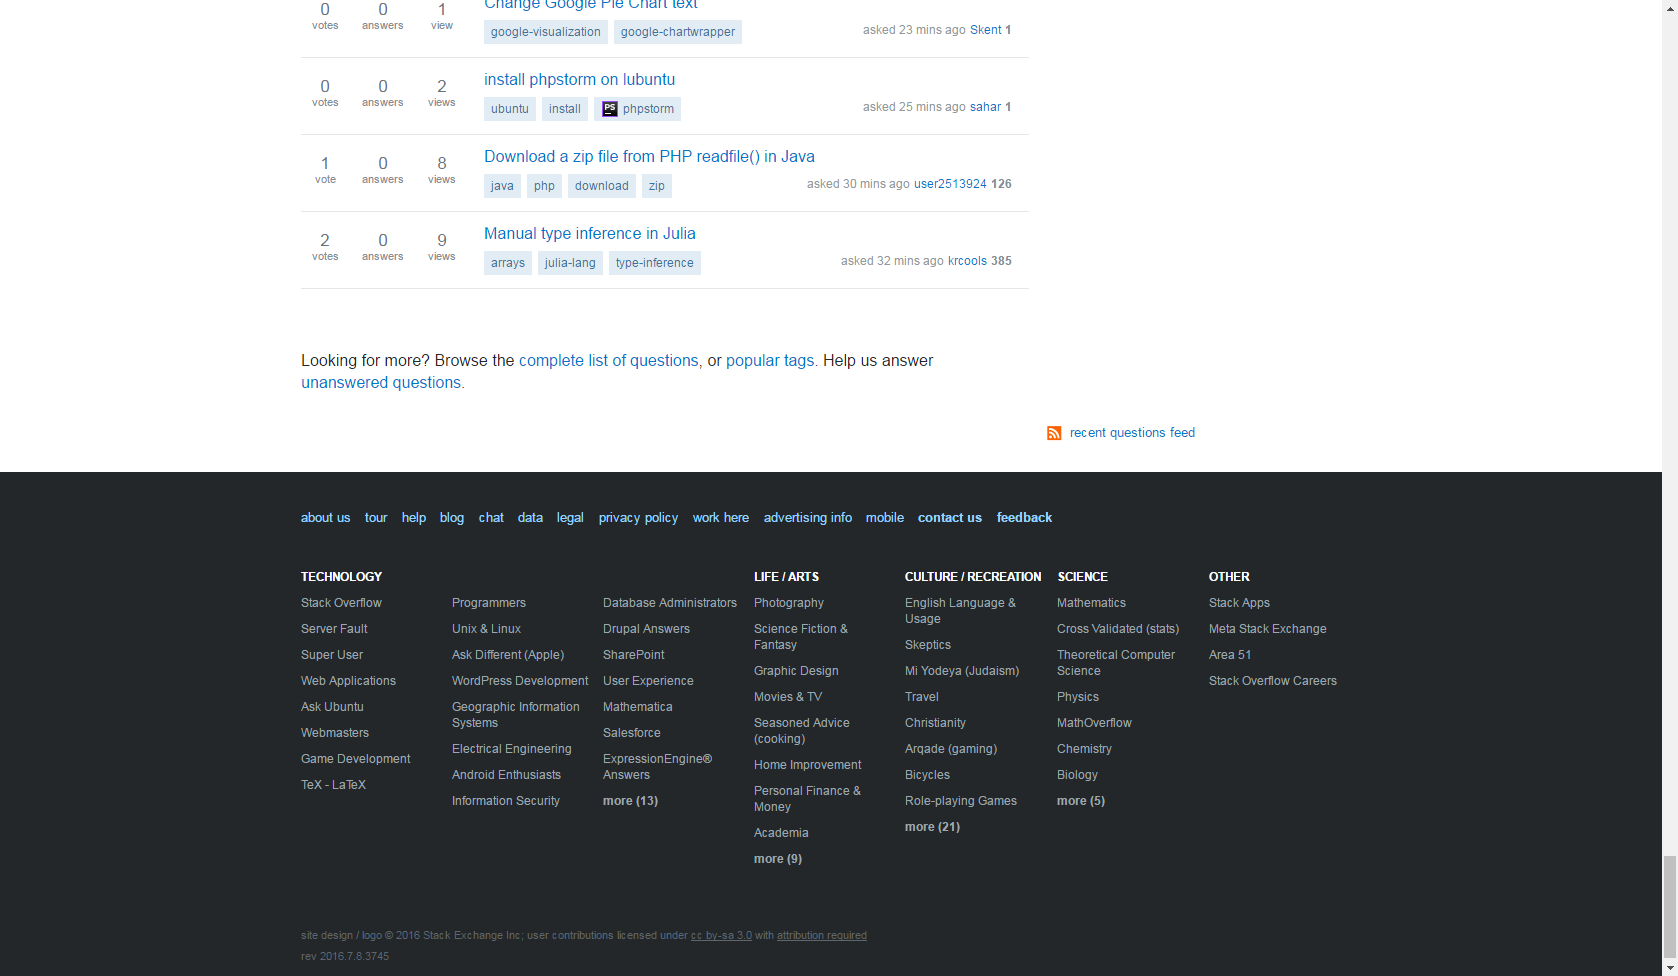 0 0 1 Change Google Pie Chart text
votes answers view
google-visualization google-chartwrapper asked 23 mins ago Skent 1
0 0 2 install phpstorm on lubuntu
votes answers views
ubuntu install PS phpstorm asked 25 mins ago sahar 1
1 0 8 Download a zip file from PHP readfile() in Java
vote answers views
java php download zip asked 30 mins ago user2513924 126
2 0 9 Manual type inference in Julia
votes answers views
arrays julia-lang type-inference asked 32 mins ago krcools 385
Looking for more? Browse the complete list of questions, or popular tags. Help us answer
unanswered questions.
recent questions feed
about us tour help blog chat data legal privacy policy work here advertising info mobile contact us feedback
TECHNOLOGY
Stack Overflow
Server Fault
Super User
Web Applications
Ask Ubuntu
Webmasters
Game Development
TeX - LaTeX
Programmers
Unix & Linux
Ask Different (Apple)
WordPress Development
Geographic Information
Systems
Electrical Engineering
Android Enthusiasts
Information Security
Database Administrators
Drupal Answers
SharePoint
User Experience
Mathematica
Salesforce
ExpressionEngine®
Answers
more (13)
LIFE / ARTS
Photography
Science Fiction &
Fantasy
Graphic Design
Movies & TV
Seasoned Advice
(cooking)
Home Improvement
Personal Finance &
Money
Academia
more (9)
CULTURE / RECREATION
English Language &
Usage
Skeptics
Mi Yodeya (Judaism)
Travel
Christianity
Arqade (gaming)
Bicycles
Role-playing Games
more (21)
SCIENCE
Mathematics
Cross Validated (stats)
Theoretical Computer
Science
Physics
MathOverflow
Chemistry
Biology
more (5)
OTHER
Stack Apps
Meta Stack Exchange
Area 51
Stack Overflow Careers
site design / logo © 2016 Stack Exchange Inc; user contributions licensed under cc by-sa 3.0 with attribution required
rev 2016.7.8.3745